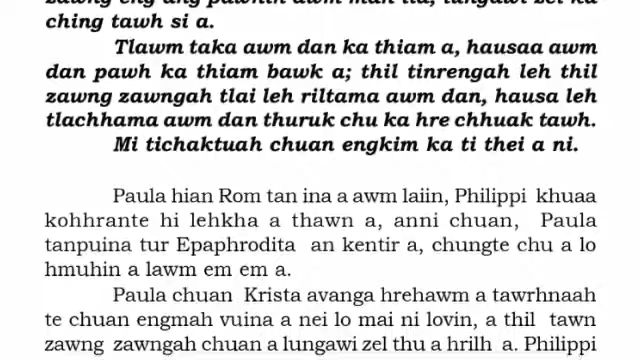 zawng eng ang pawhin awm mah ila, lungawi zel ka
ching tawh si a.
Tlawm taka awm dan ka thiam a, hausaa awm
dan pawh ka thiam bawk a; thil tinrengah leh thil
zawng zawngah tlai leh riltama awm dan, hausa leh
tlachhama awm dan thuruk chu ka hre chhuak tawh.
Mi tichaktuah chuan engkim ka ti thei a ni.
Paula hian Rom tan ina a awm laiin, Philippi khuaa
kohhrante hi lehkha a thawn a, anni chuan, Paula
tanpuina tur Epaphrodita an kentir a, chungte chu a lo
hmuhin a lawm em em a.
Paula chuan Krista avanga hrehawm a tawrhnaah
te chuan engmah vuina a nei lo mai ni lovin, a thil tawn
zawng zawngah chuan a lungawi zel thu a hrilh a. Philippi